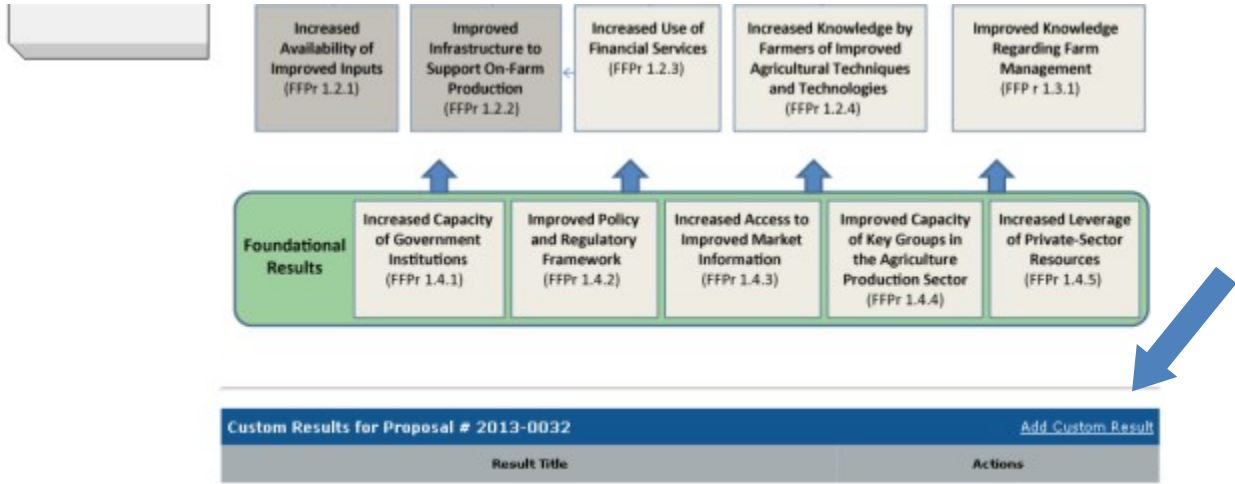 Increased
Availability of
Improved Inputs
(FFPr 1.2.1)
Improved
Infrastructure to
Support On-Farm
Production
(FFPr 1.2.2)
Increased Use of
Financial Services
(FFPr 1.2.3)
Increased Knowledge by
Farmers of Improved
Agricultural Techniques
and Technologies
(FFPr 1.2.4)
Improved Knowledge
Regarding Farm
Management
(FFP r 1.3.1)
Foundational
Results
Increased Capacity
of Government
Institutions
(FFPr 1.4.1)
Improved Policy
and Regulatory
Framework
(FFPr 1.4.2)
Increased Access to
Improved Market
Information
(FFPr 1.4.3)
Improved Capacity
of Key Groups in
the Agriculture
Production Sector
(FFPr 1.4.4)
Increased Leverage
of Private-Sector
Resources
(FFPr 1.4.5)
Custom Results for Proposal # 2013-0032
Add Custom Result
Result Title
Actions